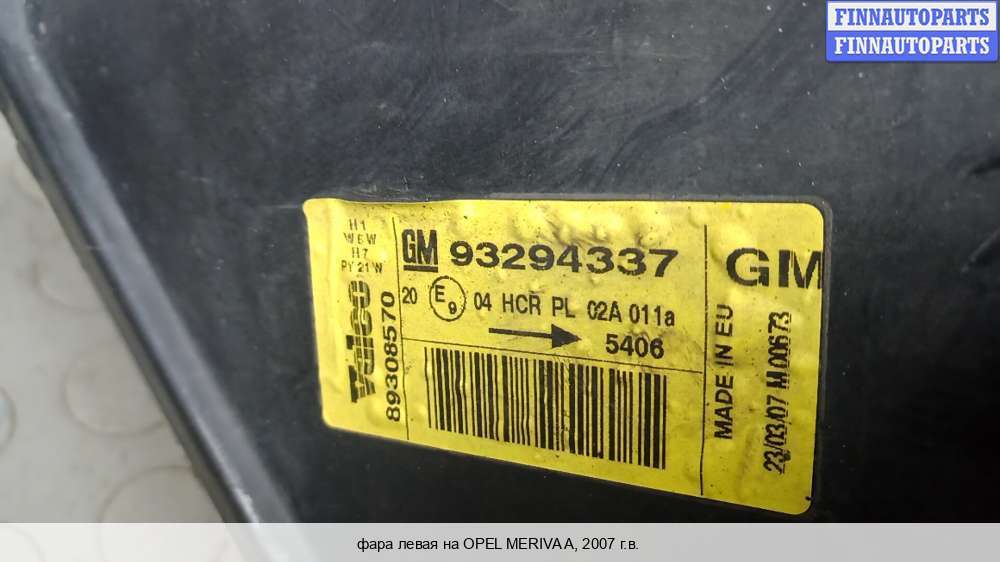 FINNAUTOPARTS
FINNAUTOPARTS
H1
W6W
H7
PY21W
Valeo
89308570
GM 93294337
20 E9 04 HCR PL 02A 011a
5406
GM
MADE IN EU
23/03/07 M 00673
фара левая на OPEL MERIVA A, 2007 г.в.